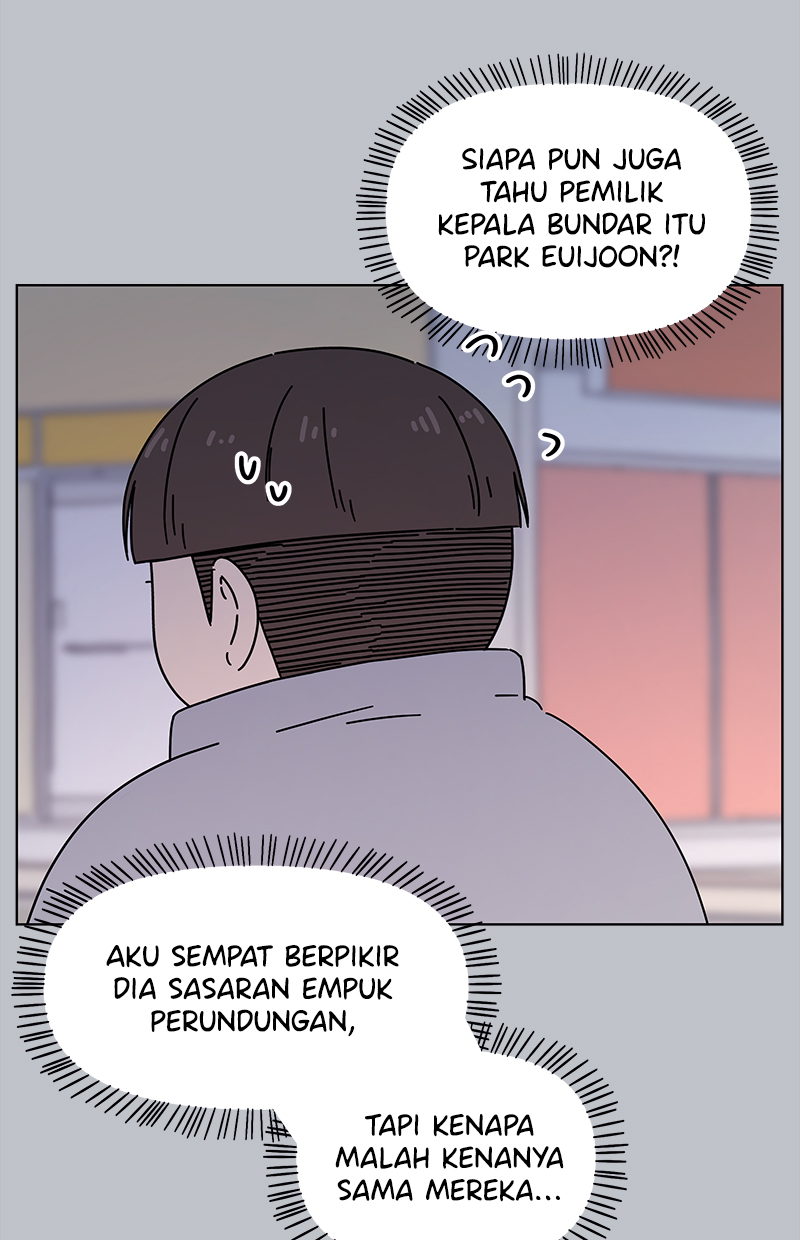 SIAPA PUN JUGA
TAHU PEMILIK
KEPALA BUNDAR ITU
PARK EUIJOON?!
AKU SEMPAT BERPIKIR
DIA SASARAN EMPUK
PERUNDUNGAN,
TAPI KENAPA
MALAH KENANYA
SAMA MEREKA...